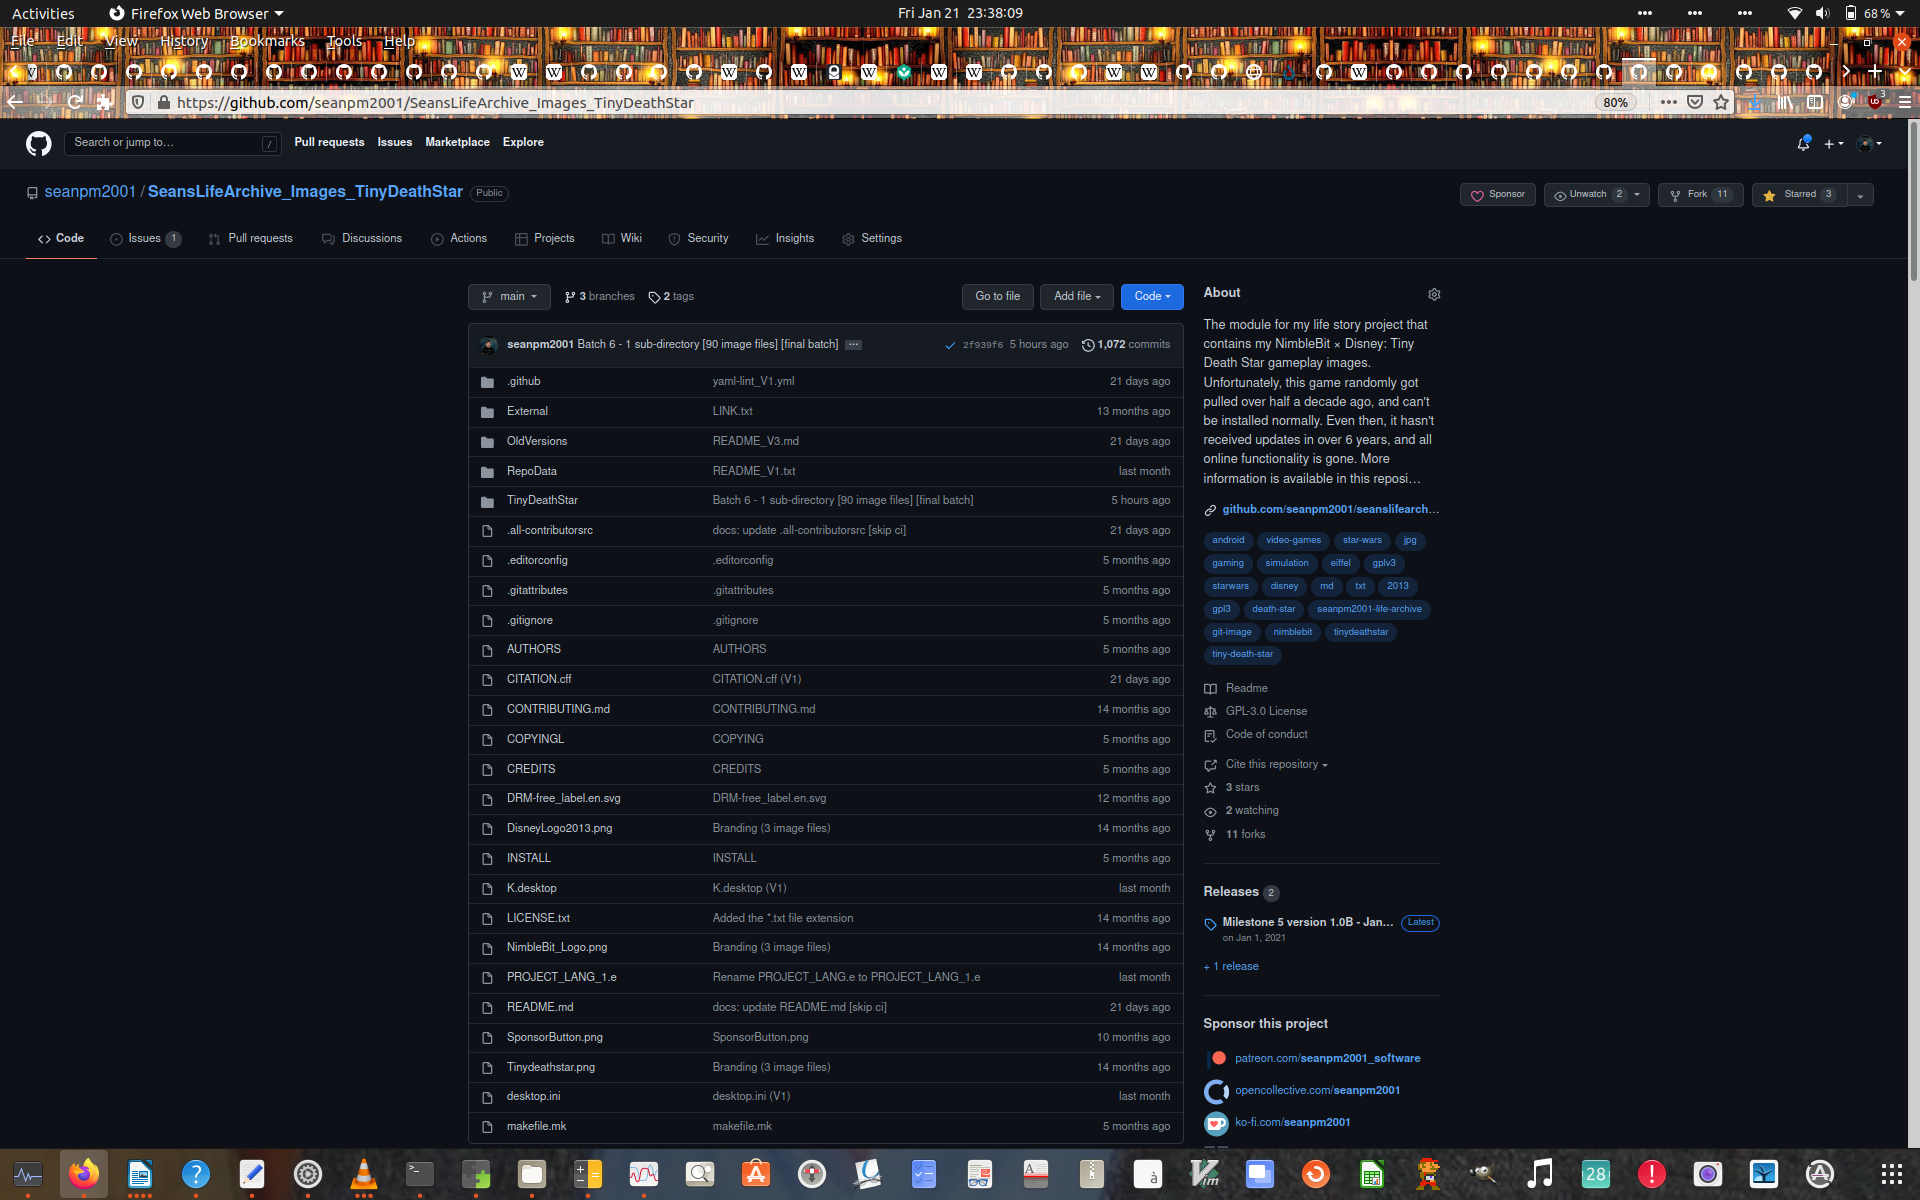 Activities Firefox Web Browser Fri Jan 21 23:38:09 68 %
File Edit View History Bookmarks Tools Help
https://github.com/seanpm2001/SeansLifeArchive_Images_TinyDeathStar 80% 3
Search or jump to… / Pull requests Issues Marketplace Explore
seanpm2001 / SeansLifeArchive_Images_TinyDeathStar Public Sponsor Unwatch 2 Fork 11 Starred 3
Code Issues 1 Pull requests Discussions Actions Projects Wiki Security Insights Settings
main 3 branches 2 tags Go to file Add file Code
seanpm2001 Batch 6 - 1 sub-directory [90 image files] [final batch] ... 2f939f6 5 hours ago 1,072 commits
.github yaml-lint_V1.yml 21 days ago
External LINK.txt 13 months ago
OldVersions README_V3.md 21 days ago
RepoData README_V1.txt last month
TinyDeathStar Batch 6 - 1 sub-directory [90 image files] [final batch] 5 hours ago
.all-contributorsrc docs: update .all-contributorsrc [skip ci] 21 days ago
.editorconfig .editorconfig 5 months ago
.gitattributes .gitattributes 5 months ago
.gitignore .gitignore 5 months ago
AUTHORS AUTHORS 5 months ago
CITATION.cff CITATION.cff (V1) 21 days ago
CONTRIBUTING.md CONTRIBUTING.md 14 months ago
COPYINGL COPYING 5 months ago
CREDITS CREDITS 5 months ago
DRM-free_label.en.svg DRM-free_label.en.svg 12 months ago
DisneyLogo2013.png Branding (3 image files) 14 months ago
INSTALL INSTALL 5 months ago
K.desktop K.desktop (V1) last month
LICENSE.txt Added the *.txt file extension 14 months ago
NimbleBit_Logo.png Branding (3 image files) 14 months ago
PROJECT_LANG_1.e Rename PROJECT_LANG.e to PROJECT_LANG_1.e last month
README.md docs: update README.md [skip ci] 21 days ago
SponsorButton.png SponsorButton.png 10 months ago
Tinydeathstar.png Branding (3 image files) 14 months ago
desktop.ini desktop.ini (V1) last month
makefile.mk makefile.mk 5 months ago
About
The module for my life story project that
contains my NimbleBit × Disney: Tiny
Death Star gameplay images.
Unfortunately, this game randomly got
pulled over half a decade ago, and can't
be installed normally. Even then, it hasn't
received updates in over 6 years, and all
online functionality is gone. More
information is available in this reposi…
github.com/seanpm2001/seanslifearch…
android video-games star-wars jpg
gaming simulation eiffel gplv3
starwars disney md txt 2013
gpl3 death-star seanpm2001-life-archive
git-image nimblebit tinydeathstar
tiny-death-star
Readme
GPL-3.0 License
Code of conduct
Cite this repository
3 stars
2 watching
11 forks
Releases 2
Milestone 5 version 1.0B - Jan… Latest
on Jan 1, 2021
+ 1 release
Sponsor this project
patreon.com/seanpm2001_software
opencollective.com/seanpm2001
ko-fi.com/seanpm2001
28